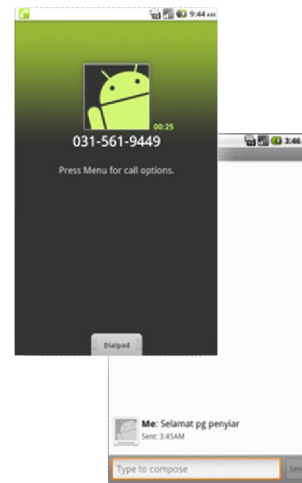 9:44 AM
00:25
031-561-9449
Press Menu for call options.
Dialpad
3:46
Me: Selamat pg penyiar
Sent: 3:45AM
Type to compose